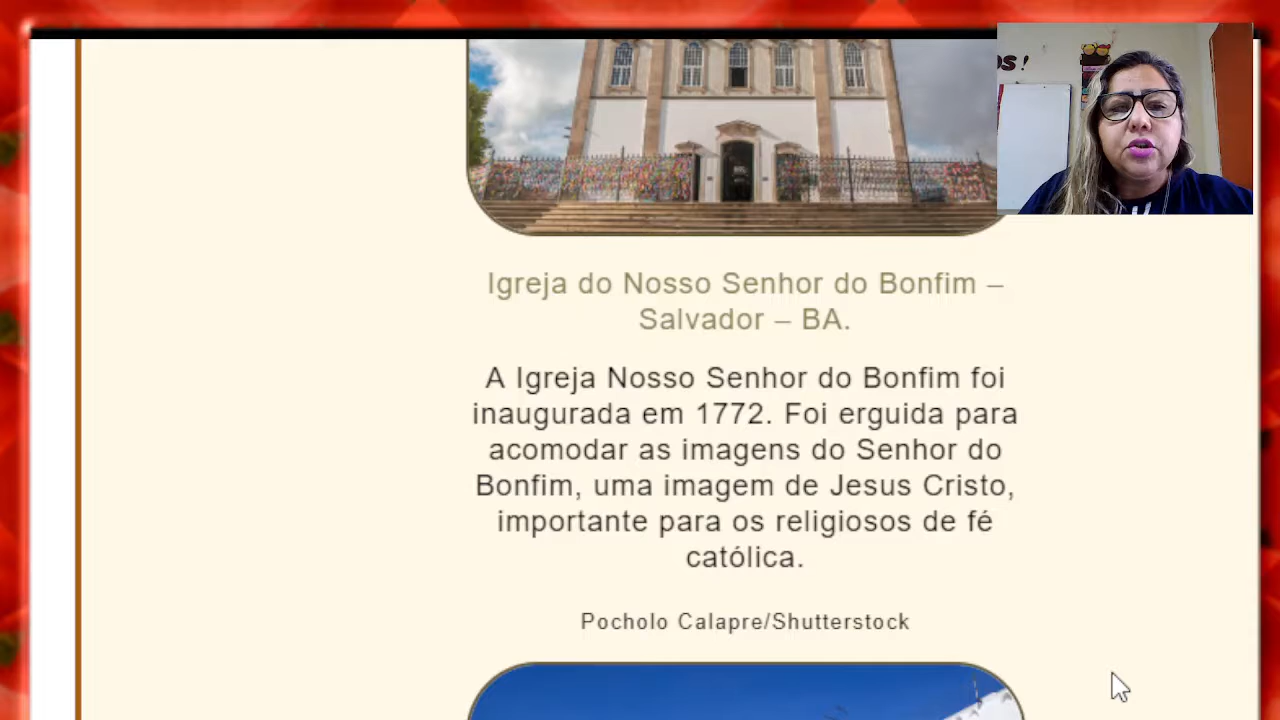 OS!
Igreja do Nosso Senhor do Bonfim –
Salvador – BA.
A Igreja Nosso Senhor do Bonfim foi
inaugurada em 1772. Foi erguida para
acomodar as imagens do Senhor do
Bonfim, uma imagem de Jesus Cristo,
importante para os religiosos de fé
católica.
Pocholo Calapre/Shutterstock